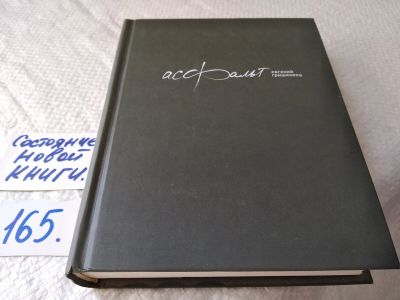 асфальт
евгений
гришковец
Состояние
новой
КНИГИ.
165.